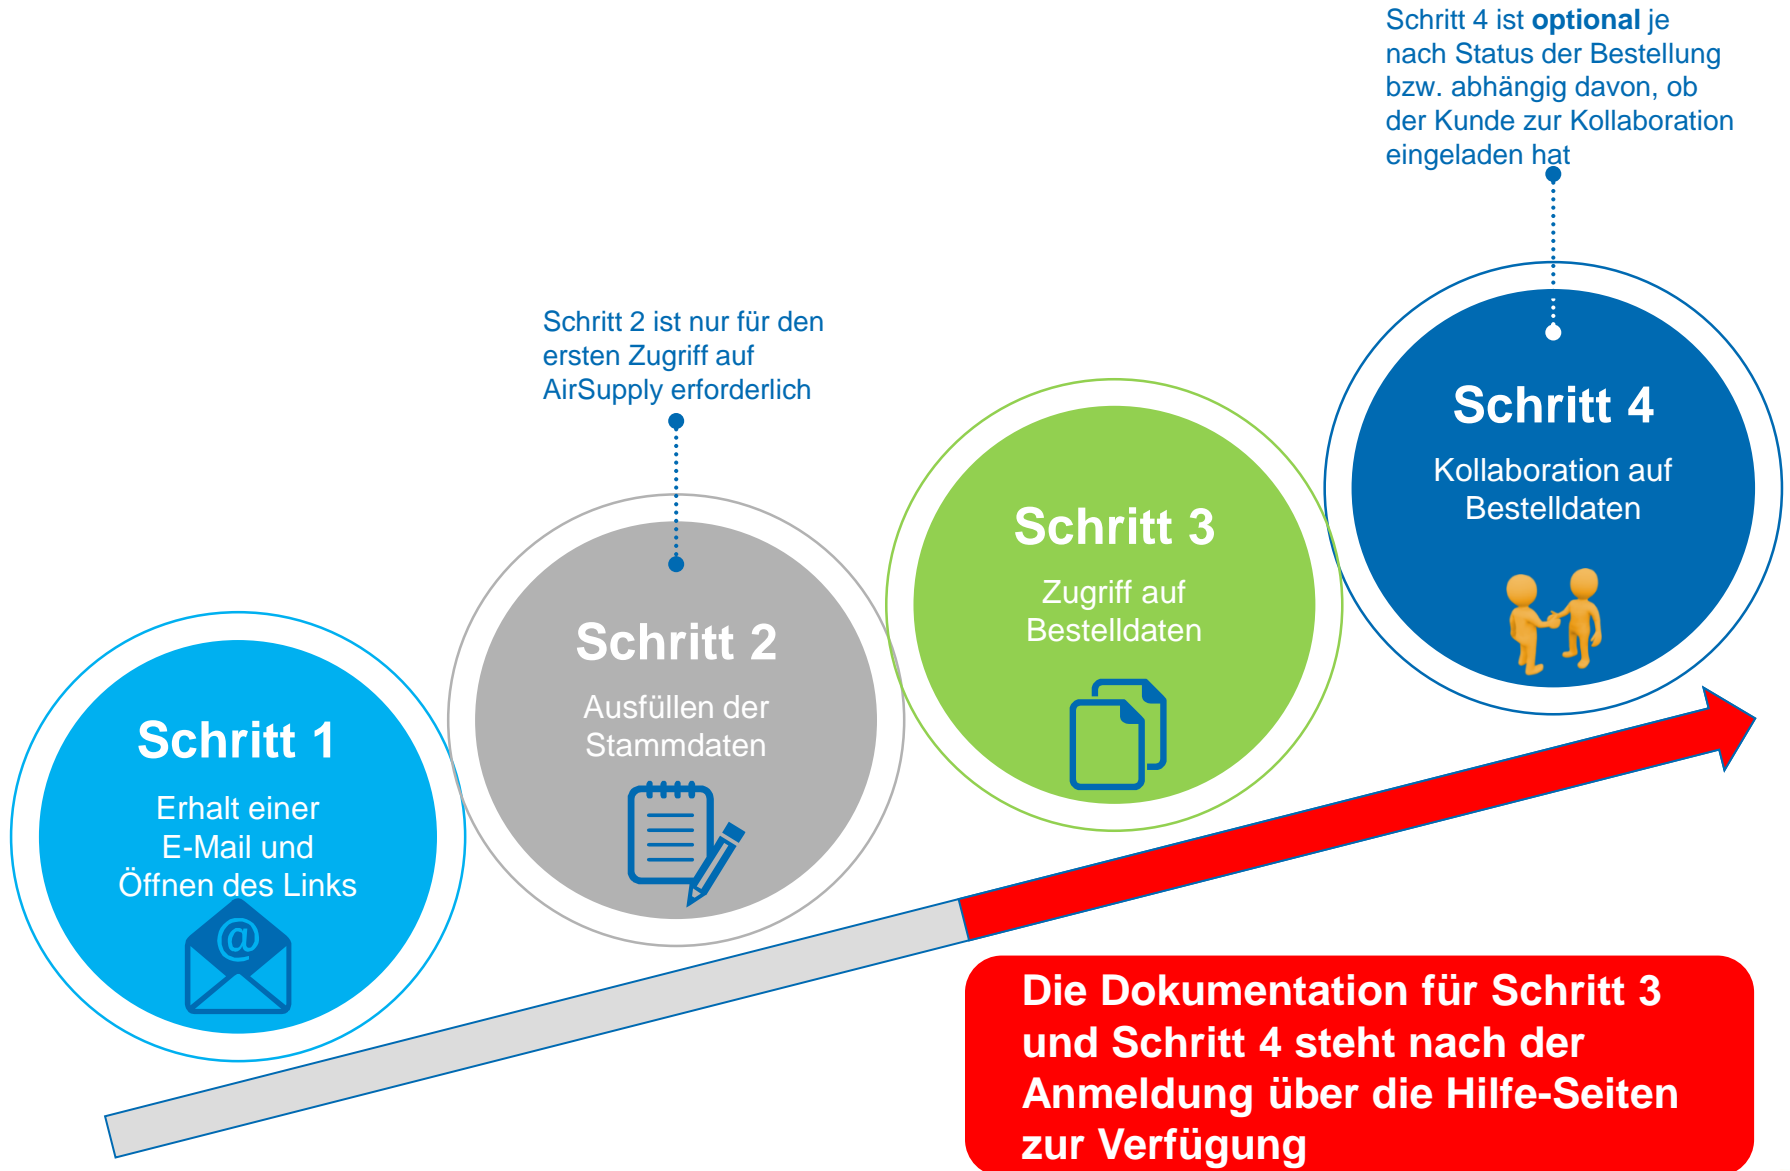 Schritt 4 ist optional je
nach Status der Bestellung
bzw. abhängig davon, ob
der Kunde zur Kollaboration
eingeladen hat
Schritt 2 ist nur für den
ersten Zugriff auf
AirSupply erforderlich
Schritt 1
Erhalt einer
E-Mail und
Öffnen des Links
@
Schritt 2
Ausfüllen der
Stammdaten
Schritt 3
Zugriff auf
Bestelldaten
Schritt 4
Kollaboration auf
Bestelldaten
Die Dokumentation für Schritt 3
und Schritt 4 steht nach der
Anmeldung über die Hilfe-Seiten
zur Verfügung